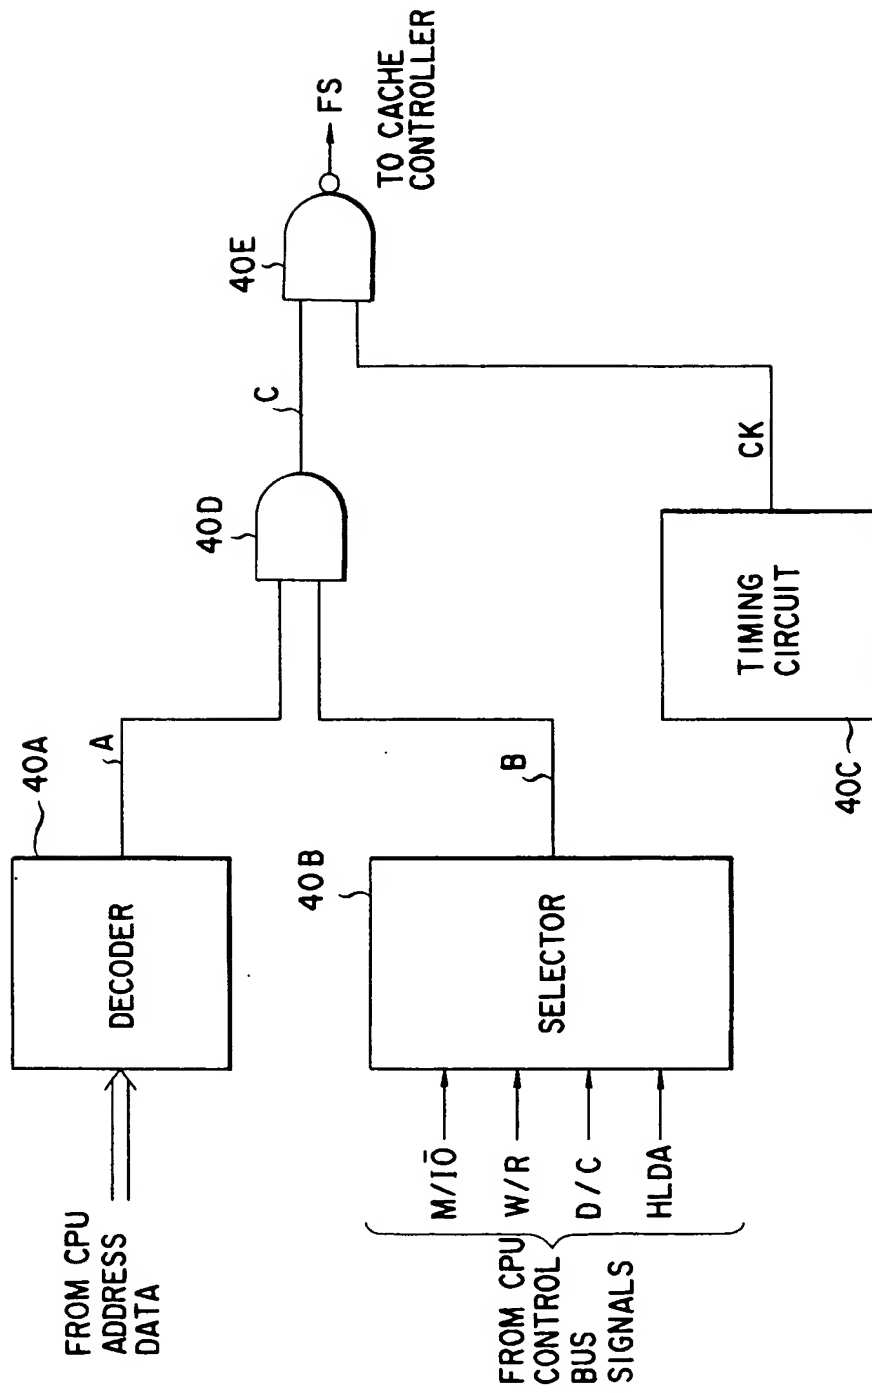 FROM CPU
ADDRESS
DATA
DECODER
40A
A
FROM CPU
CONTROL
BUS
SIGNALS
M/I̅O̅
W/R
D/C
HLDA
SELECTOR
40B
B
40D
C
40E
FS
TO CACHE
CONTROLLER
TIMING
CIRCUIT
40C
CK